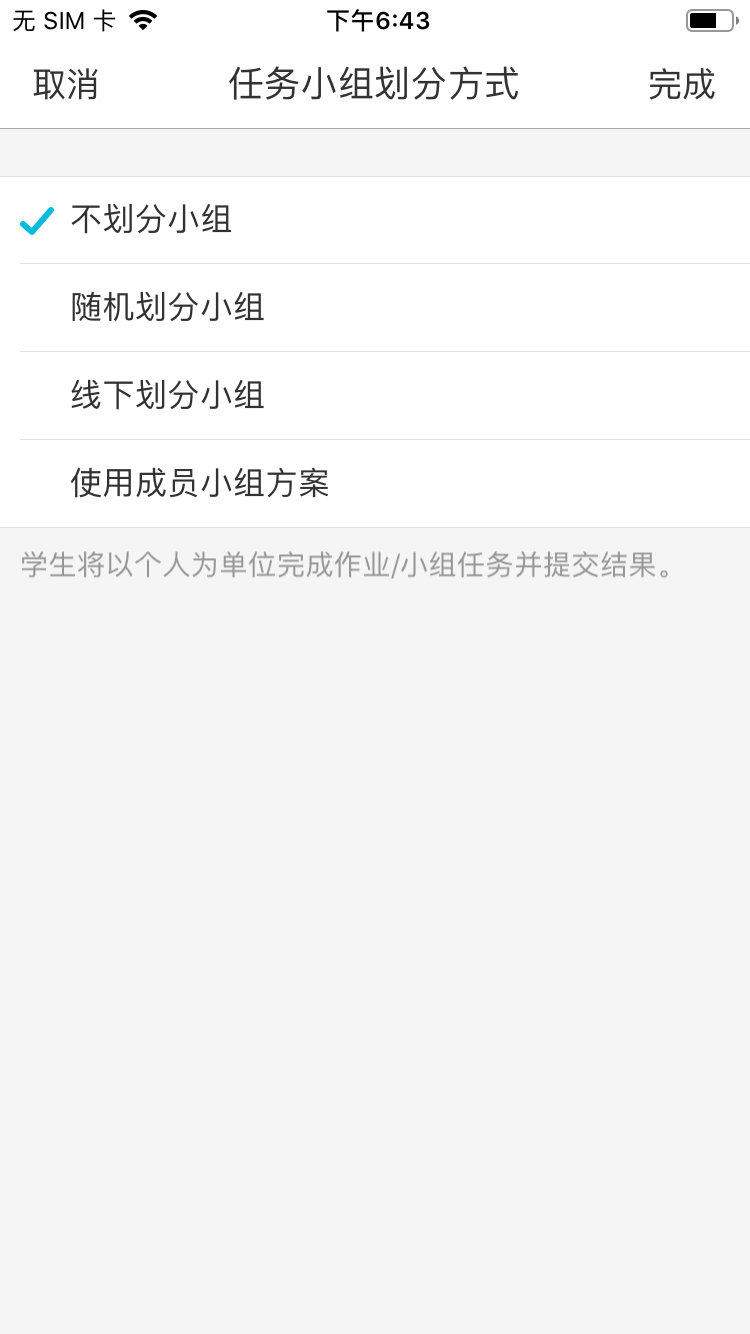 无 SIM 卡 下午6:43
取消 任务小组划分方式 完成
不划分小组
随机划分小组
线下划分小组
使用成员小组方案
学生将以个人为单位完成作业/小组任务并提交结果。